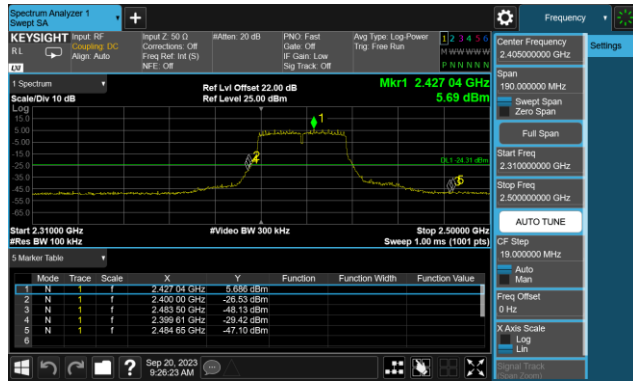 Spectrum Analyzer 1
Swept SA
Frequency
KEYSIGHT Input: RF Input Z: 50 Ω #Atten: 20 dB PNO: Fast Avg Type: Log-Power 1 2 3 4 5 6
R L Coupling: DC Corrections: Off Gate: Off Trig: Free Run M W W W W W
Align: Auto Freq Ref: Int (S) IF Gain: Low P N N N N N
LXI NFE: Off Sig Track: Off
1 Spectrum Ref Lvl Offset 22.00 dB Mkr1 2.427 04 GHz
Scale/Div 10 dB Ref Level 25.00 dBm 5.69 dBm
Log
15.0
5.00
-5.00
-15.0
-25.0
-35.0
-45.0
-55.0
-65.0
1
DL1 -24.31 dBm
Start 2.31000 GHz #Video BW 300 kHz Stop 2.50000 GHz
#Res BW 100 kHz Sweep 1.00 ms (1001 pts)
5 Marker Table
Mode Trace Scale X Y Function Function Width Function Value
1 N 1 f 2.427 04 GHz 5.686 dBm
2 N 1 f 2.400 00 GHz -26.53 dBm
3 N 1 f 2.483 50 GHz -48.13 dBm
4 N 1 f 2.399 61 GHz -29.42 dBm
5 N 1 f 2.484 65 GHz -47.10 dBm
6
? Sep 20, 2023
9:26:23 AM
Center Frequency
2.405000000 GHz
Settings
Span
190.000000 MHz
Swept Span
Zero Span
Full Span
Start Freq
2.310000000 GHz
Stop Freq
2.500000000 GHz
AUTO TUNE
CF Step
19.000000 MHz
Auto
Man
Freq Offset
0 Hz
X Axis Scale
Log
Lin
Signal Track
(Span Zoom)